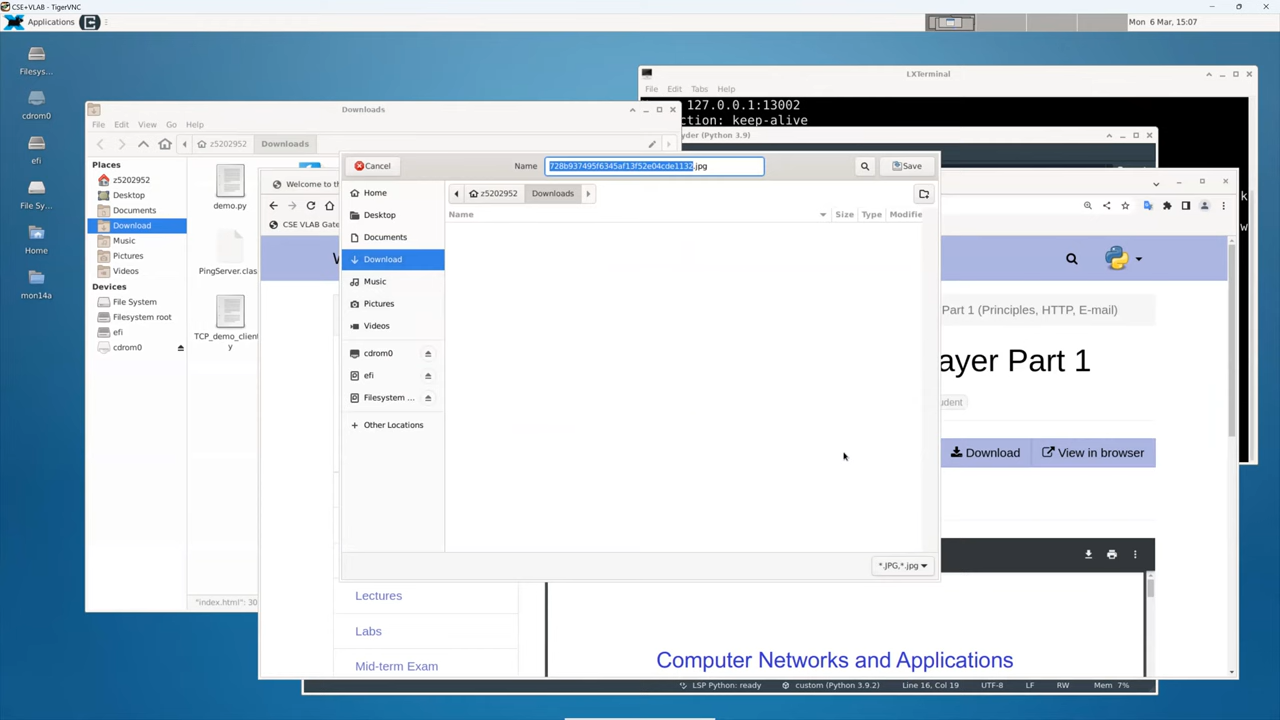 CSE+VLAB - TigerVNC
Applications
Mon 6 Mar, 15:07
Filesys...
cdrom0
efi
File Sy...
Home
mon14a
LXTerminal
File Edit Tabs Help
127.0.0.1:13002
ction: keep-alive
yder (Python 3.9)
Downloads
File Edit View Go Help
z5202952
Downloads
Places
z5202952
Desktop
Documents
Download
Music
Pictures
Videos
Devices
File System
Filesystem root
efi
cdrom0
demo.py
PingServer.clas
TCP_demo_client
y
"index.html": 30
Welcome to th
CSE VLAB Gate
W
Cancel
Name
728b937495f6345af13f52e04cde1132.jpg
Save
z5202952
Downloads
Home
Desktop
Documents
Download
Music
Pictures
Videos
cdrom0
efi
Filesystem ...
Other Locations
Name
Size
Type
Modifie
*.JPG,*.jpg
k
w
Part 1 (Principles, HTTP, E-mail)
ayer Part 1
udent
Download
View in browser
Lectures
Labs
Mid-term Exam
Computer Networks and Applications
LSP Python: ready
custom (Python 3.9.2)
Line 16, Col 19
UTF-8
LF
RW
Mem 7%